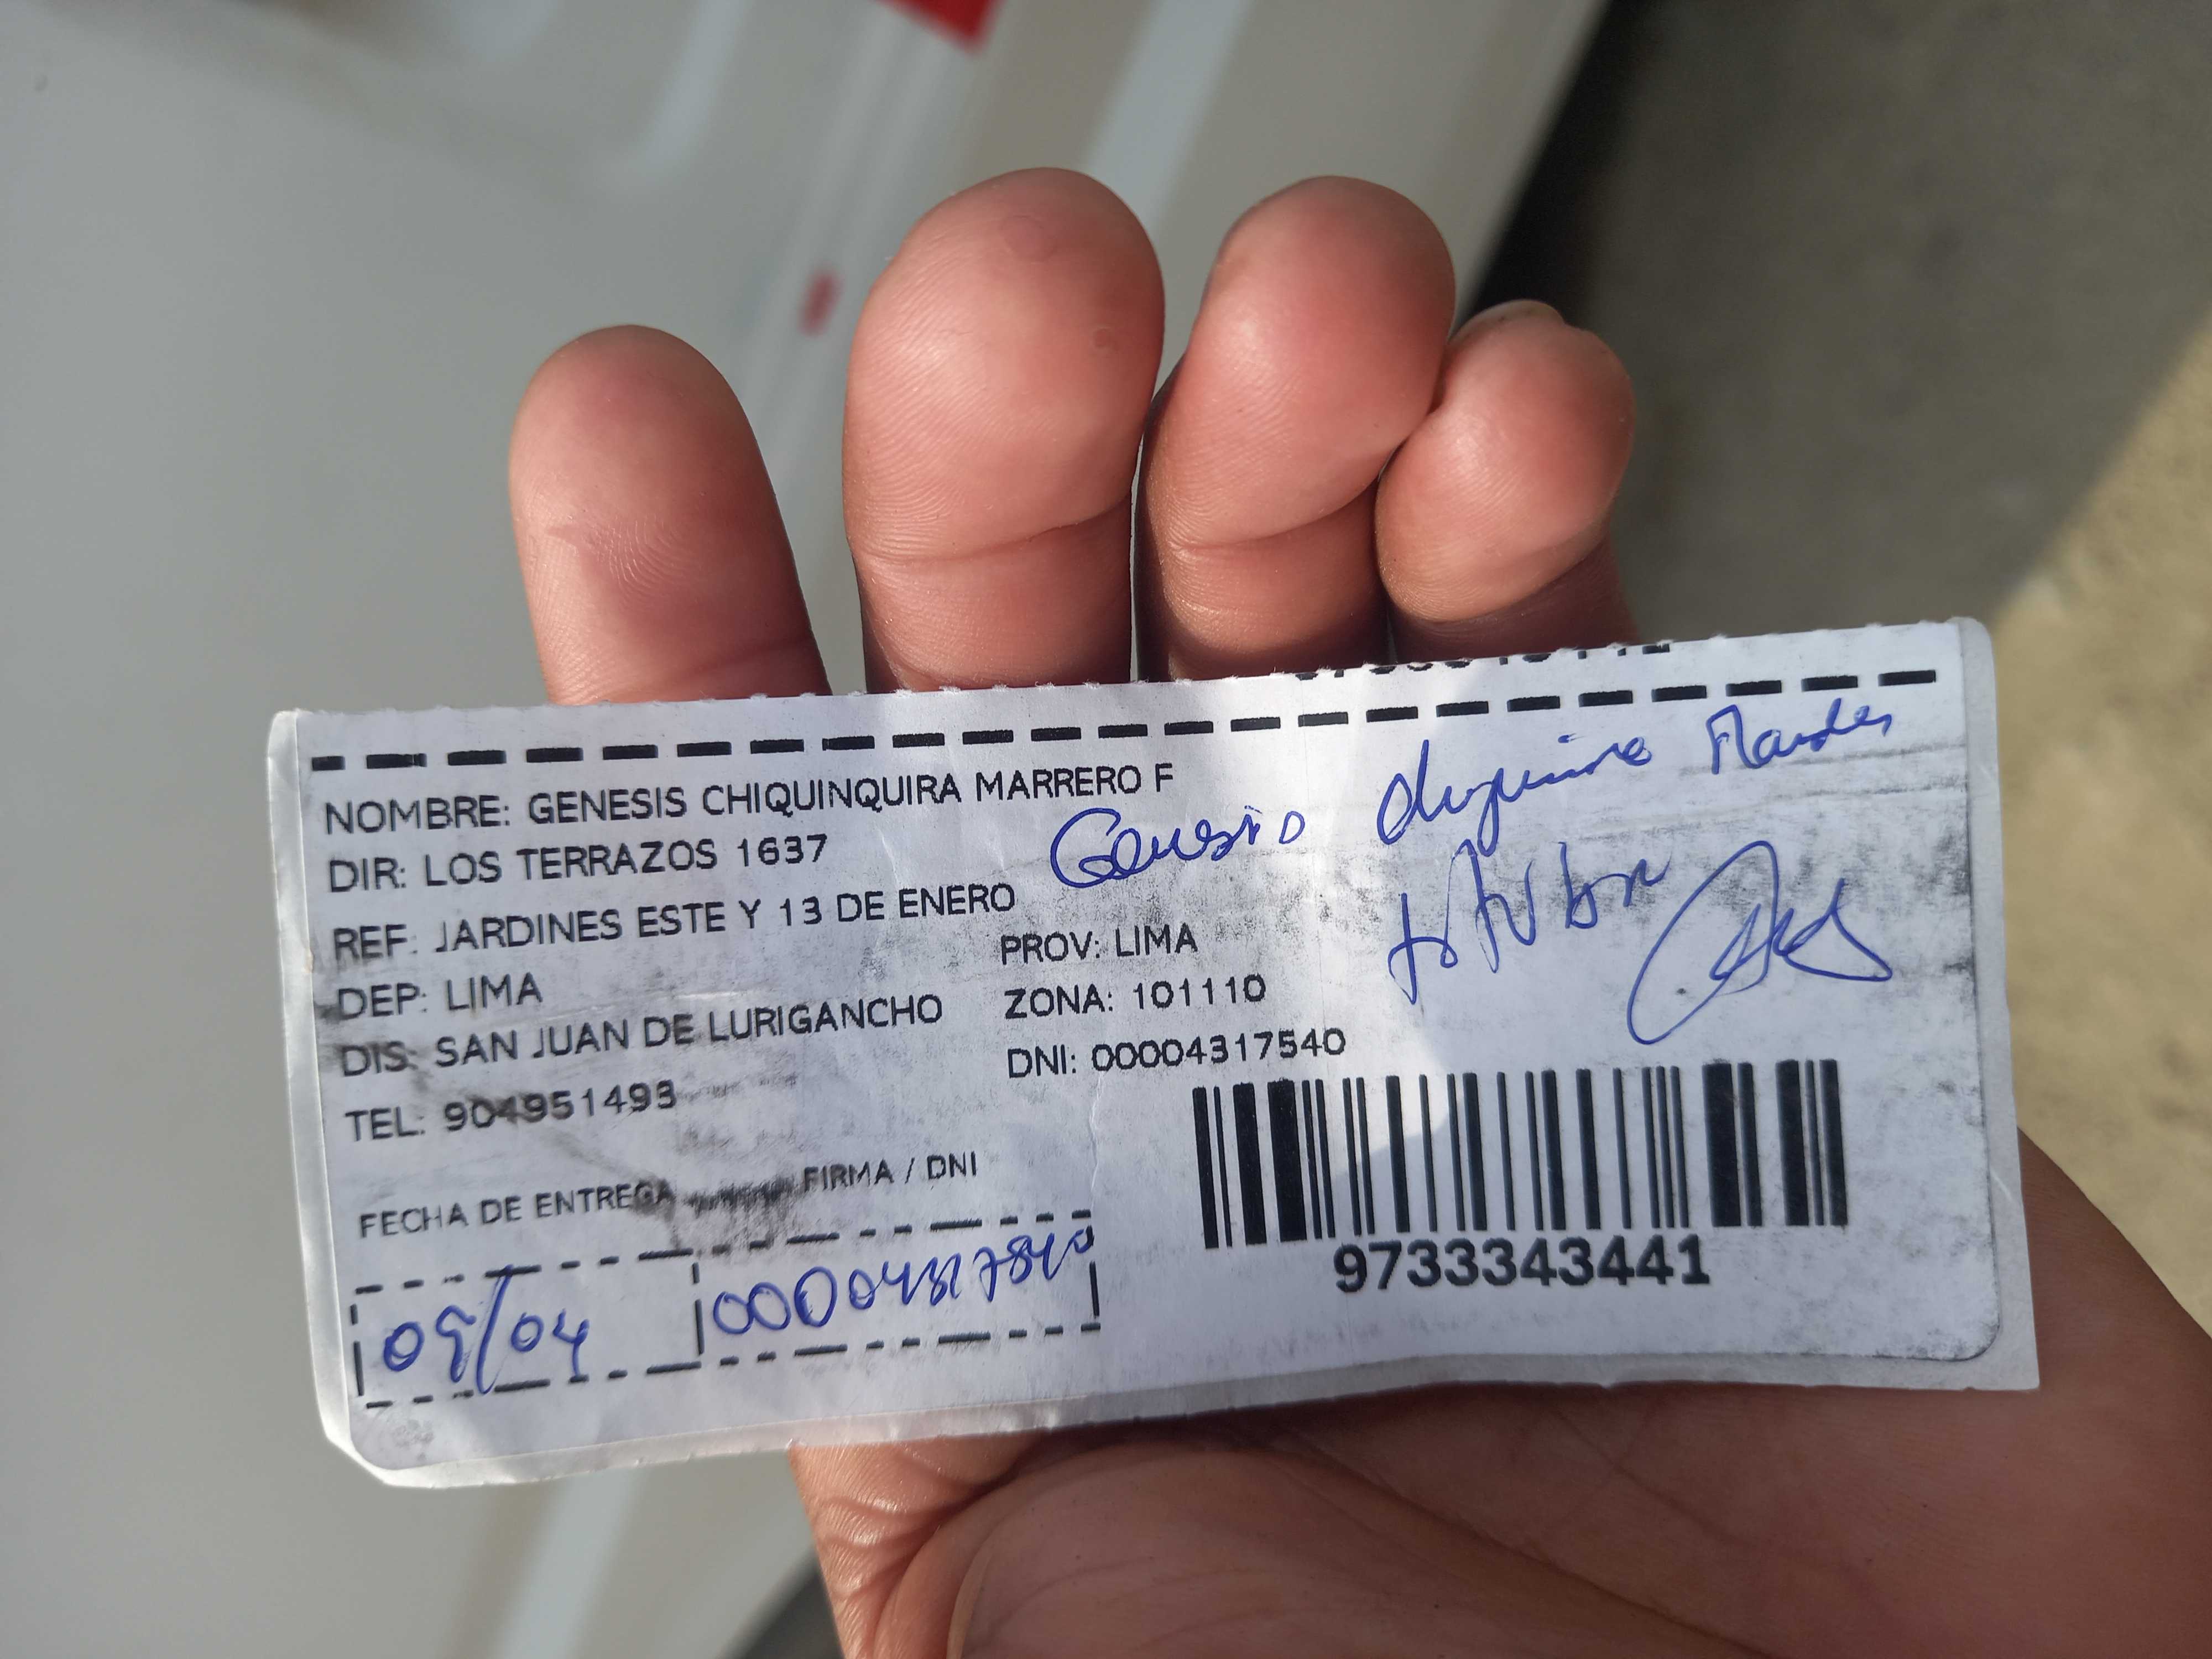 NOMBRE: GENESIS CHIQUINQUIRA MARRERO F
DIR: LOS TERRAZOS 1637
REF: JARDINES ESTE Y 13 DE ENERO
DEP: LIMA PROV: LIMA
DIS: SAN JUAN DE LURIGANCHO ZONA: 101110
TEL: 904951493 DNI: 00004317540
Genesis
FECHA DE ENTREGA FIRMA / DNI
09/04
9733343441